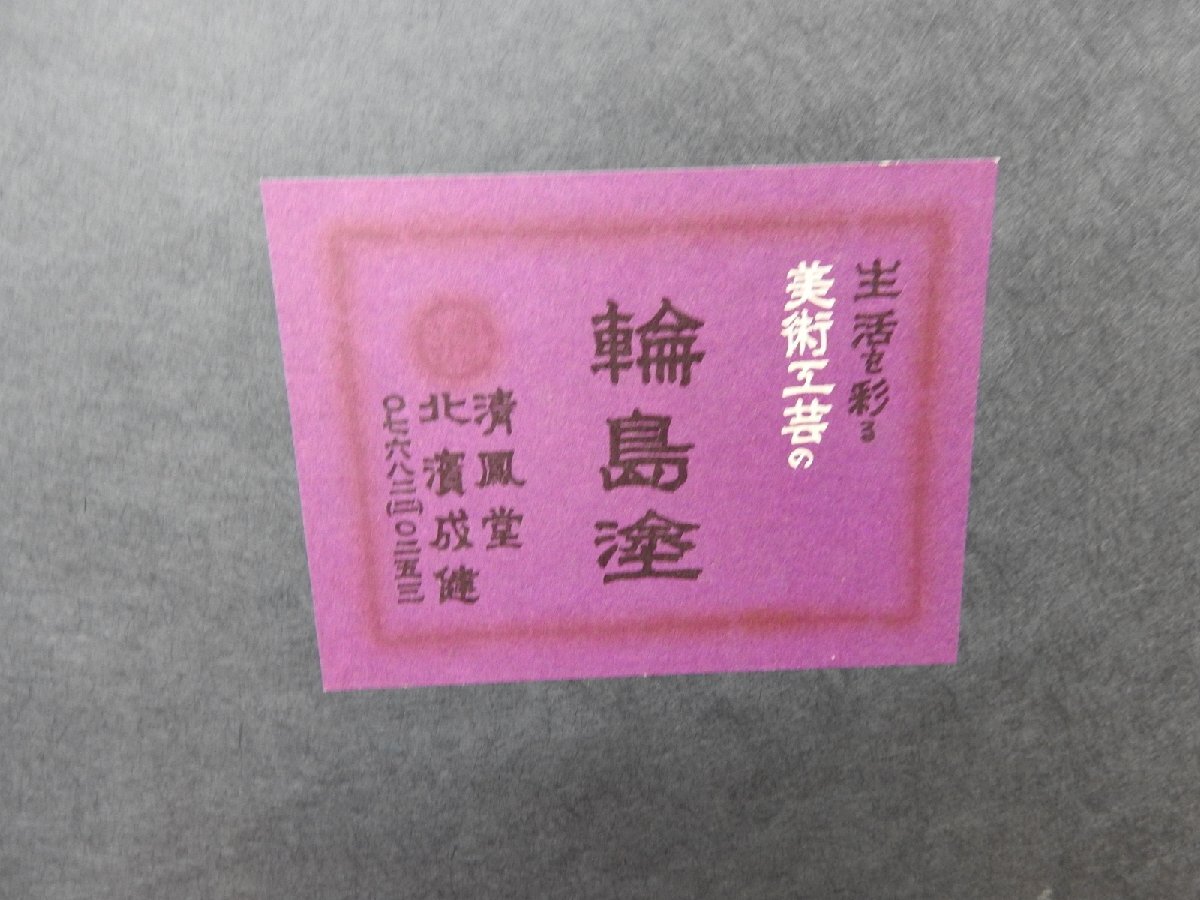 生活を彩る
美術工芸の
輪島塗
清鳳堂
北濱成健
〇七六八二(二)〇二五三